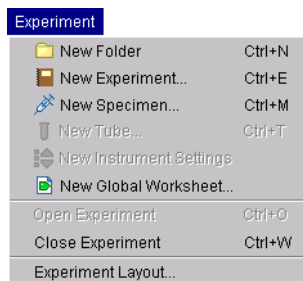 Experiment
New Folder Ctrl+N
New Experiment... Ctrl+E
New Specimen... Ctrl+M
New Tube... Ctrl+T
New Instrument Settings
New Global Worksheet...
Open Experiment Ctrl+O
Close Experiment Ctrl+W
Experiment Layout...